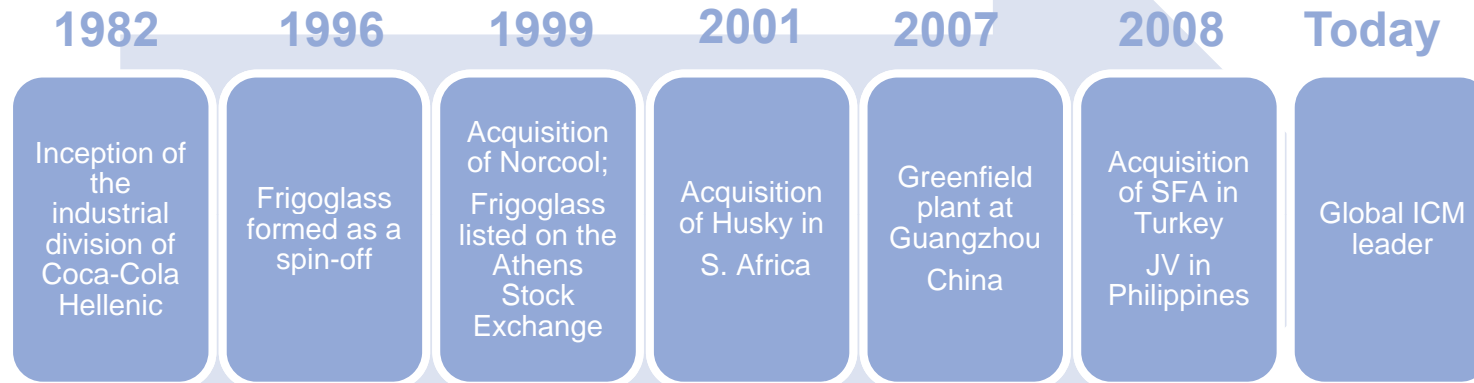 1982
Inception of
the
industrial
division of
Coca-Cola
Hellenic
1996
Frigoglass
formed as a
spin-off
1999
Acquisition
of Norcool;
Frigoglass
listed on the
Athens
Stock
Exchange
2001
Acquisition
of Husky in
S. Africa
2007
Greenfield
plant at
Guangzhou
China
2008
Acquisition
of SFA in
Turkey
JV in
Philippines
Today
Global ICM
leader